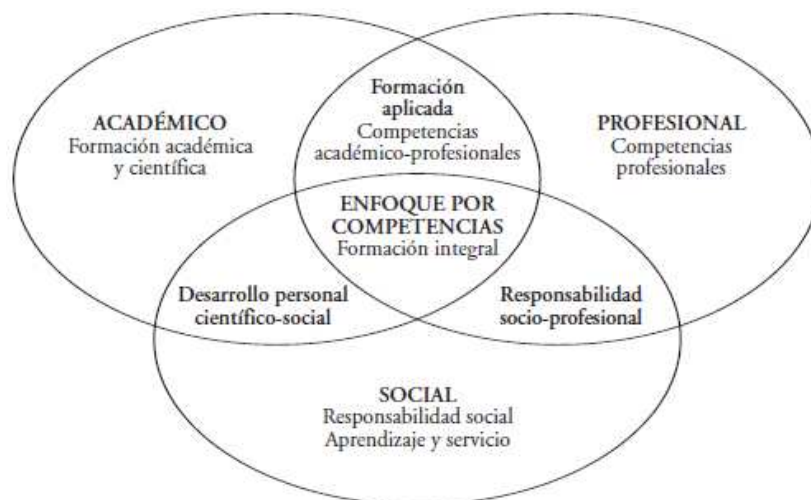 Formación
aplicada
Competencias
académico-profesionales
ACADÉMICO
Formación académica
y científica
PROFESIONAL
Competencias
profesionales
ENFOQUE POR
COMPETENCIAS
Formación integral
Desarrollo personal
científico-social
Responsabilidad
socio-profesional
SOCIAL
Responsabilidad social
Aprendizaje y servicio